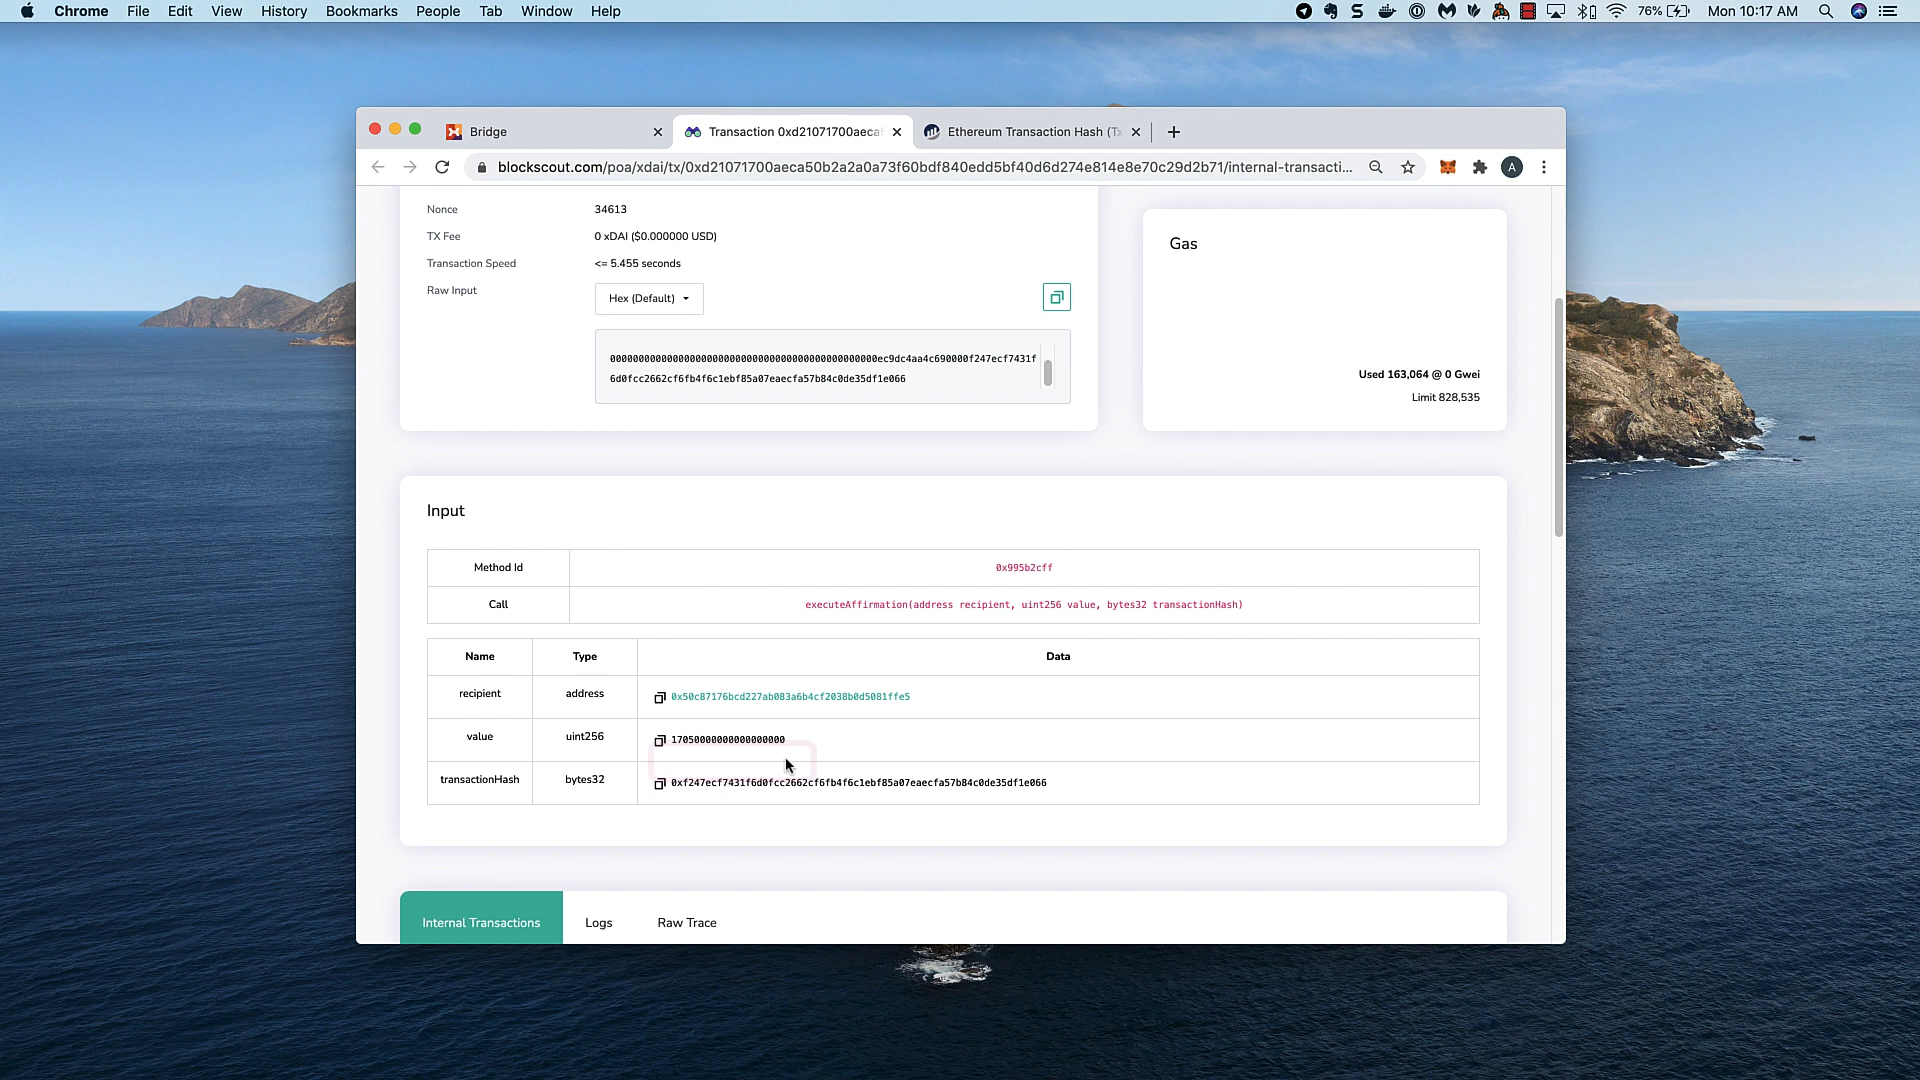 Chrome File Edit View History Bookmarks People Tab Window Help
76% Mon 10:17 AM
Bridge
Transaction 0xd21071700aeca
Ethereum Transaction Hash (Tx
blockscout.com/poa/xdai/tx/0xd21071700aeca50b2a2a0a73f60bdf840edd5bf40d6d274e814e8e70c29d2b71/internal-transacti...
A
Nonce 34613
TX Fee 0 xDAI ($0.000000 USD)
Transaction Speed <= 5.455 seconds
Raw Input
Hex (Default)
6d0fcc2662cf6fb4f6c1ebf85a07eaecfa57b84c0de35df1e066
Gas
Used 163,064 @ 0 Gwei
Limit 828,535
Input
Method Id 0x995b2cff
Call executeAffirmation(address recipient, uint256 value, bytes32 transactionHash)
Name Type Data
recipient address 0x50c87176bcd227ab083a6b4cf2038b0d5081ffe5
value uint256 17050000000000000000
transactionHash bytes32 0xf247ecf7431f6d0fcc2662cf6fb4f6c1ebf85a07eaecfa57b84c0de35df1e066
Internal Transactions Logs Raw Trace